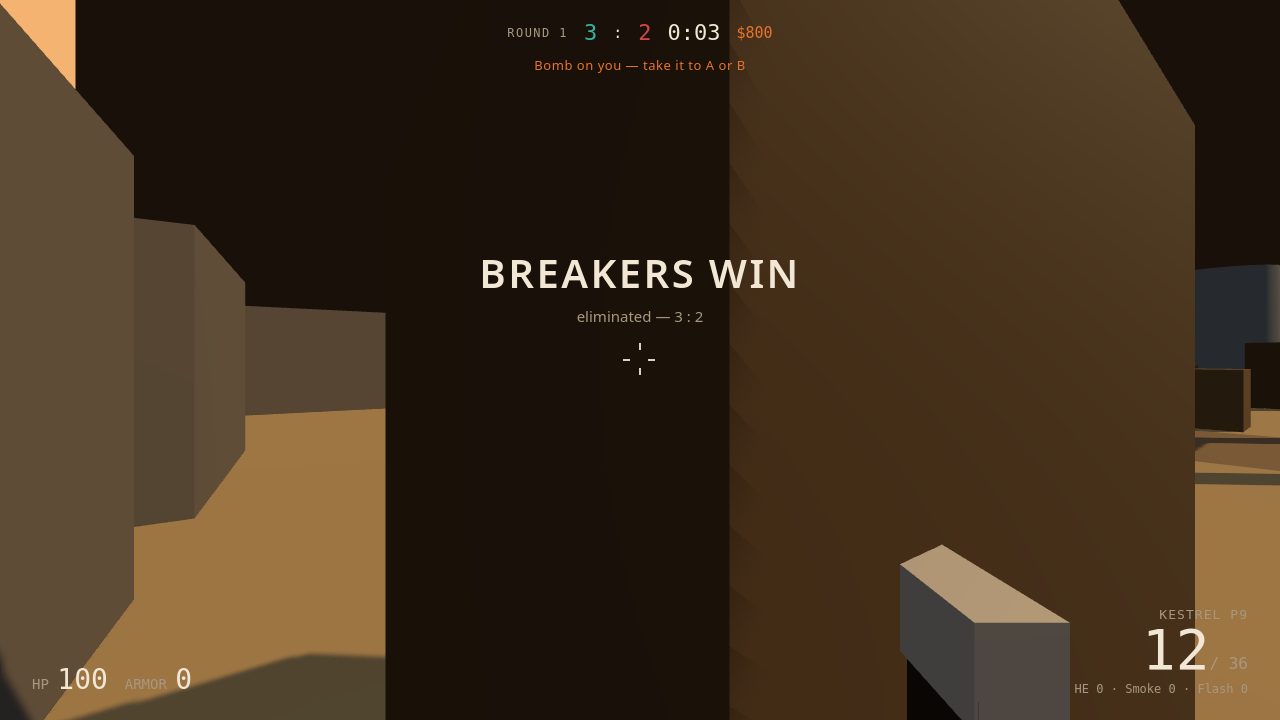 ROUND 1 3 : 2 0:03 $800
Bomb on you — take it to A or B
BREAKERS WIN
eliminated — 3 : 2
KESTREL P9
12 / 36
HP 100 ARMOR 0
HE 0 · Smoke 0 · Flash 0